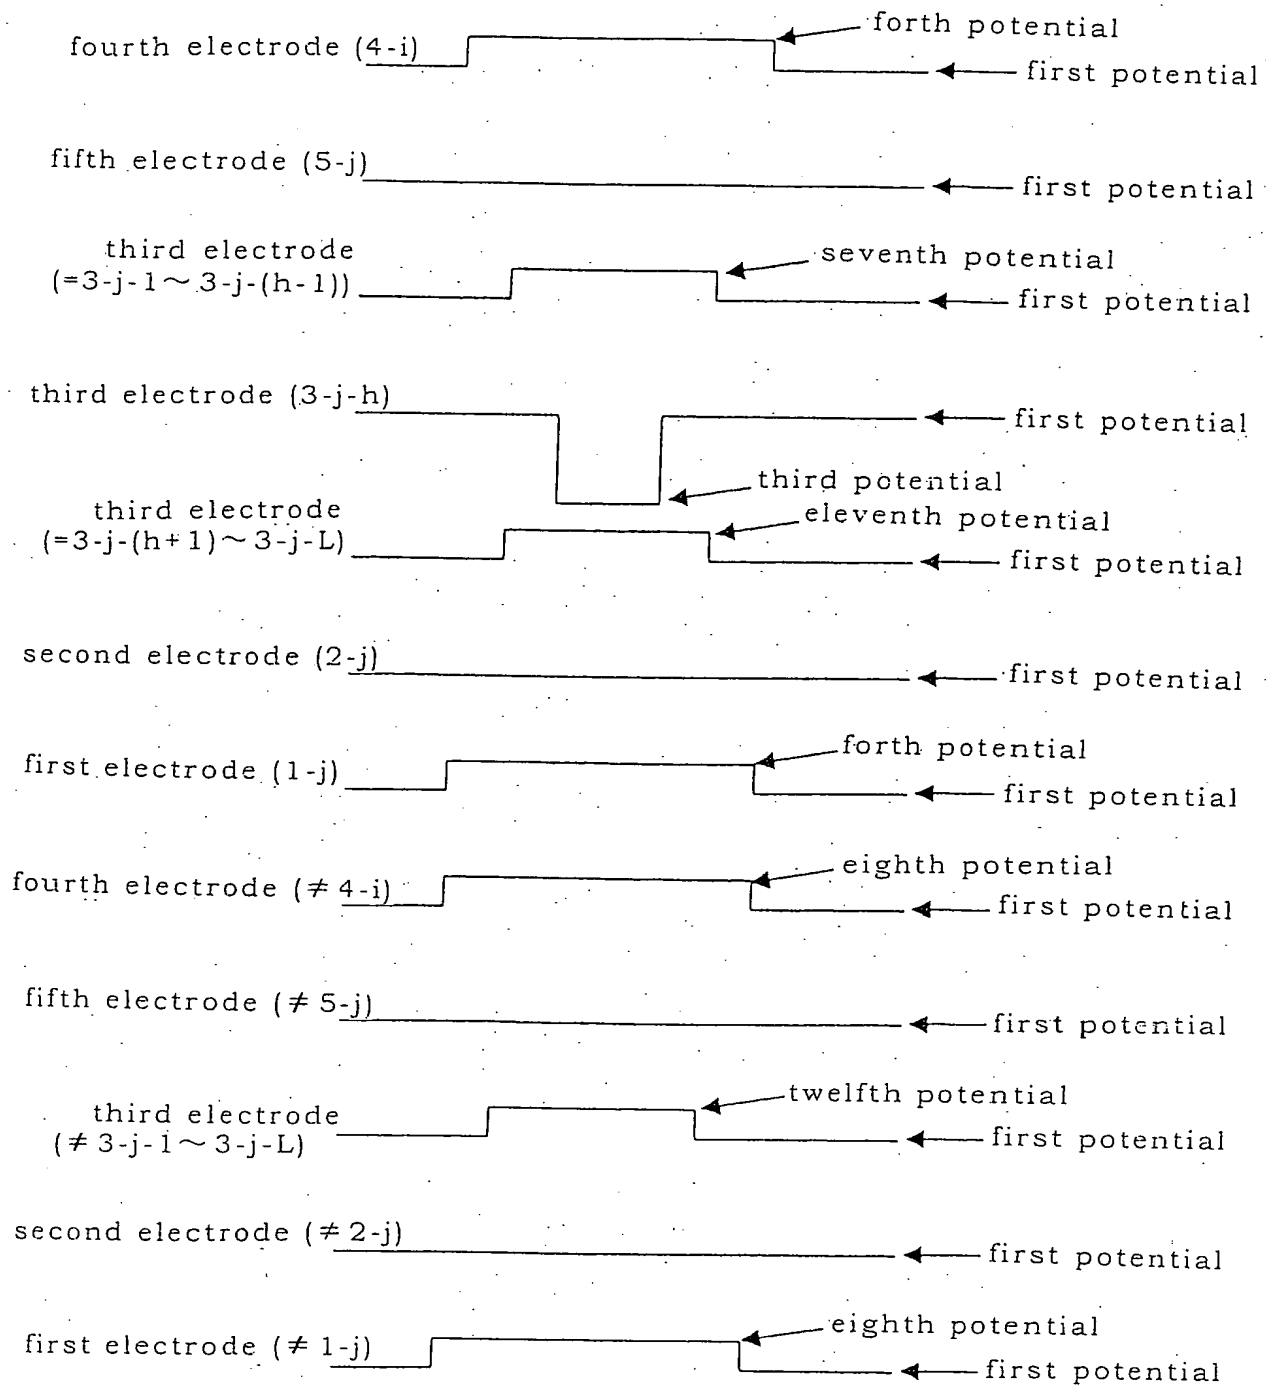 fourth electrode (4-i)
forth potential
first potential
fifth electrode (5-j)
first potential
third electrode
(=3-j-1~3-j-(h-1))
seventh potential
first potential
third electrode (3-j-h)
first potential
third potential
third electrode
(=3-j-(h+1)~3-j-L)
eleventh potential
first potential
second electrode (2-j)
first potential
first electrode (1-j)
forth potential
first potential
fourth electrode (≠ 4-i)
eighth potential
first potential
fifth electrode (≠ 5-j)
first potential
third electrode
(≠ 3-j-1~3-j-L)
twelfth potential
first potential
second electrode (≠ 2-j)
first potential
first electrode (≠ 1-j)
eighth potential
first potential